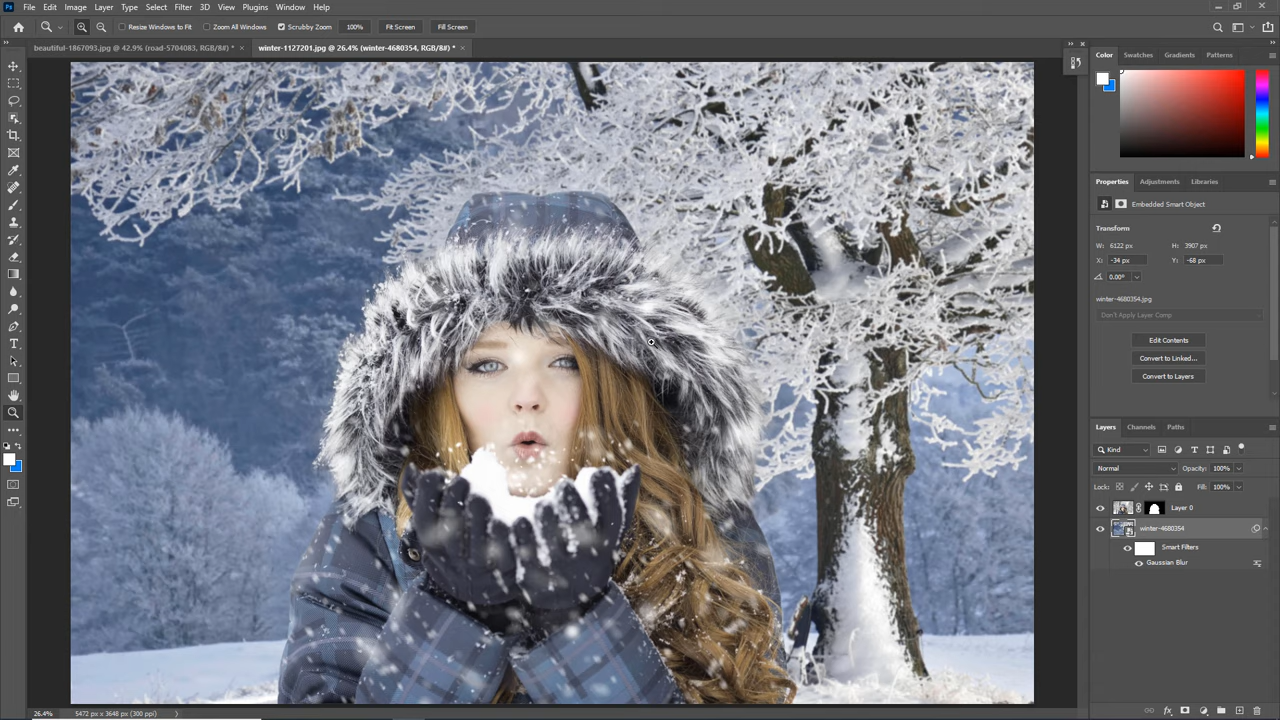 Ps File Edit Image Layer Type Select Filter 3D View Plugins Window Help
Resize Windows to Fit Zoom All Windows Scrubby Zoom 100% Fit Screen Fill Screen
beautiful-1867093.jpg @ 42.9% (road-5704083, RGB/8#) * × winter-1127201.jpg @ 26.4% (winter-4680354, RGB/8#) * ×
Color Swatches Gradients Patterns
Properties Adjustments Libraries
Embedded Smart Object
Transform
W: 6122 px H: 3907 px
X: -34 px Y: -68 px
0.00°
winter-4680354.jpg
Don't Apply Layer Comp
Edit Contents
Convert to Linked...
Convert to Layers
Layers Channels Paths
Kind
Normal Opacity: 100%
Lock: Fill: 100%
Layer 0
winter-4680354
Smart Filters
Gaussian Blur
26.4% 5472 px x 3648 px (300 ppi)